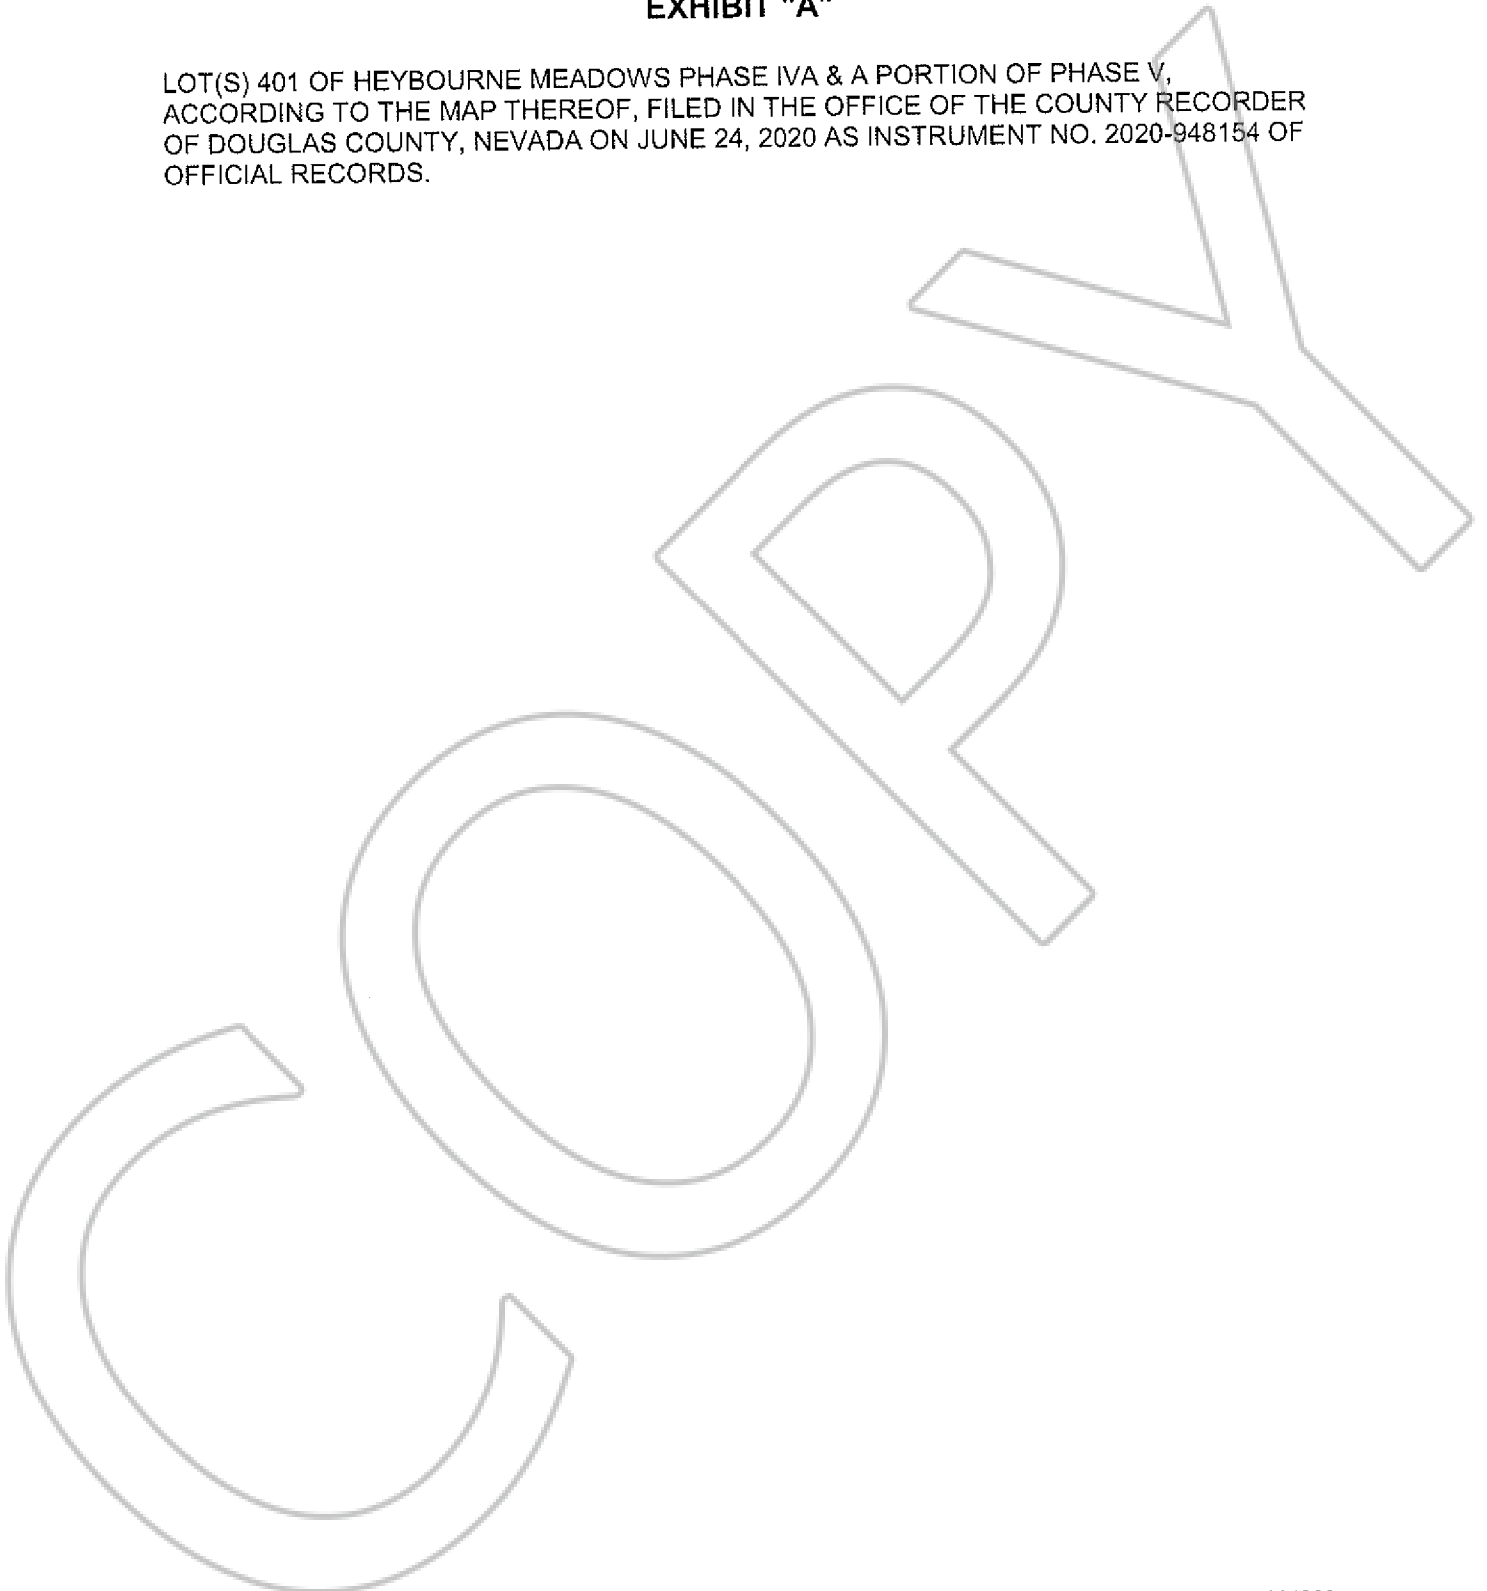 EXHIBIT "A"
LOT(S) 401 OF HEYBOURNE MEADOWS PHASE IVA & A PORTION OF PHASE V,
ACCORDING TO THE MAP THEREOF, FILED IN THE OFFICE OF THE COUNTY RECORDER
OF DOUGLAS COUNTY, NEVADA ON JUNE 24, 2020 AS INSTRUMENT NO. 2020-948154 OF
OFFICIAL RECORDS.
COPY